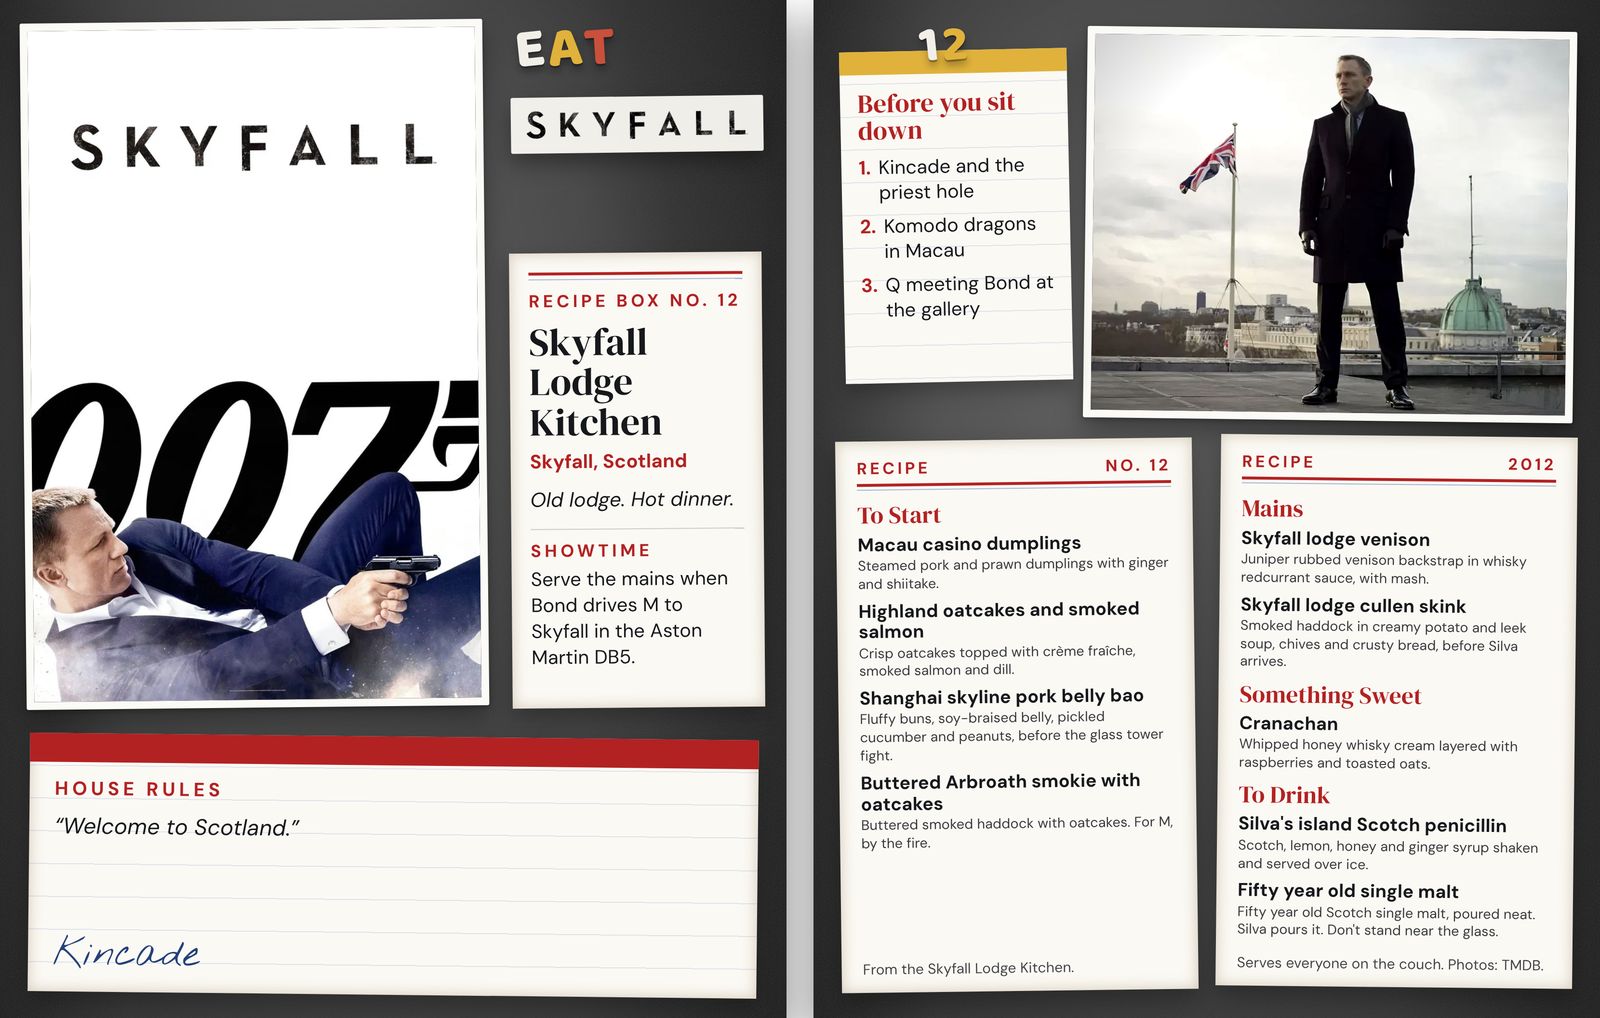 SKYFALL
007
EAT
SKYFALL
RECIPE BOX NO. 12
Skyfall
Lodge
Kitchen
Skyfall, Scotland
Old lodge. Hot dinner.
SHOWTIME
Serve the mains when
Bond drives M to
Skyfall in the Aston
Martin DB5.
HOUSE RULES
“Welcome to Scotland.”
Kincade
12
Before you sit
down
1. Kincade and the
priest hole
2. Komodo dragons
in Macau
3. Q meeting Bond at
the gallery
RECIPE NO. 12
To Start
Macau casino dumplings
Steamed pork and prawn dumplings with ginger
and shiitake.
Highland oatcakes and smoked
salmon
Crisp oatcakes topped with crème fraîche,
smoked salmon and dill.
Shanghai skyline pork belly bao
Fluffy buns, soy-braised belly, pickled
cucumber and peanuts, before the glass tower
fight.
Buttered Arbroath smokie with
oatcakes
Buttered smoked haddock with oatcakes. For M,
by the fire.
From the Skyfall Lodge Kitchen.
RECIPE 2012
Mains
Skyfall lodge venison
Juniper rubbed venison backstrap in whisky
redcurrant sauce, with mash.
Skyfall lodge cullen skink
Smoked haddock in creamy potato and leek
soup, chives and crusty bread, before Silva
arrives.
Something Sweet
Cranachan
Whipped honey whisky cream layered with
raspberries and toasted oats.
To Drink
Silva's island Scotch penicillin
Scotch, lemon, honey and ginger syrup shaken
and served over ice.
Fifty year old single malt
Fifty year old Scotch single malt, poured neat.
Silva pours it. Don't stand near the glass.
Serves everyone on the couch. Photos: TMDB.